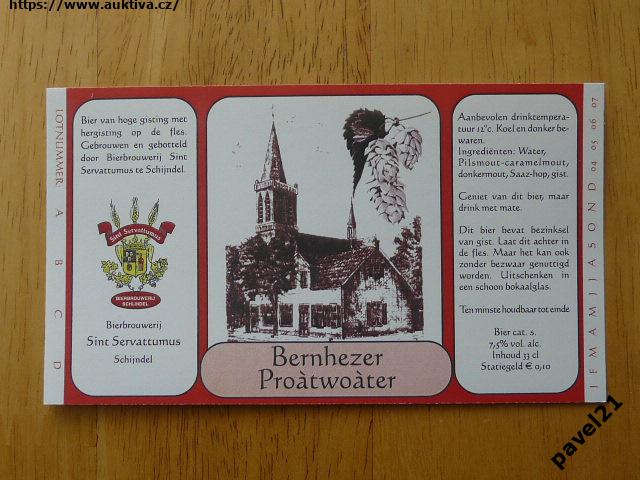 https://www.auktiva.cz/
LOTNUMMER: A B C D
Bier van hoge gisting met
hergisting op de fles.
Gebrouwen en gebotteld
door Bierbrouwerij Sint
Servattumus te Schijndel.
Sint Servattumus
BIERBROUWERIJ
SCHIJNDEL
Bierbrouwerij
Sint Servattumus
Schijndel
Bernhezer
Proàtwoàter
Aanbevolen drinktempera-
tuur 12°c. Koel en donker be-
waren.
Ingrediënten: Water,
Pilsmout-caramelmout,
donkermout, Saaz-hop, gist.
Geniet van dit bier, maar
drink met mate.
Dit bier bevat bezinksel
van gist. Laat dit achter in
de fles. Maar het kan ook
zonder bezwaar genuttigd
worden. Uitschenken in
een schoon bokaalglas.
Ten minste houdbaar tot einde
Bier cat. s.
7,5% vol. alc.
Inhoud 33 cl
Statiegeld € 0,10
J F M A M J J A S O N D 04 05 06 07
pavel21